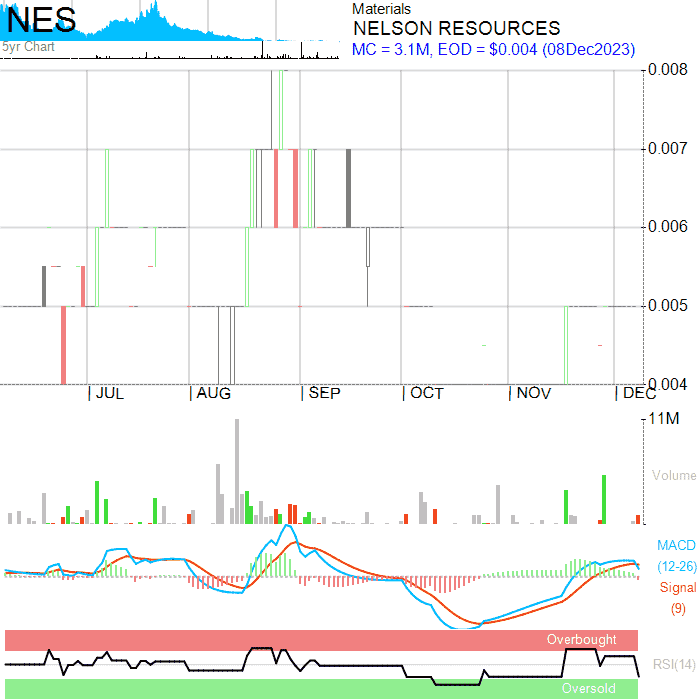 NES
5yr Chart
Materials
NELSON RESOURCES
MC = 3.1M, EOD = $0.004 (08Dec2023)
0.008
0.007
0.006
0.005
0.004
JUL AUG SEP OCT NOV DEC
11M
Volume
MACD
(12-26)
Signal
(9)
Overbought
RSI(14)
Oversold